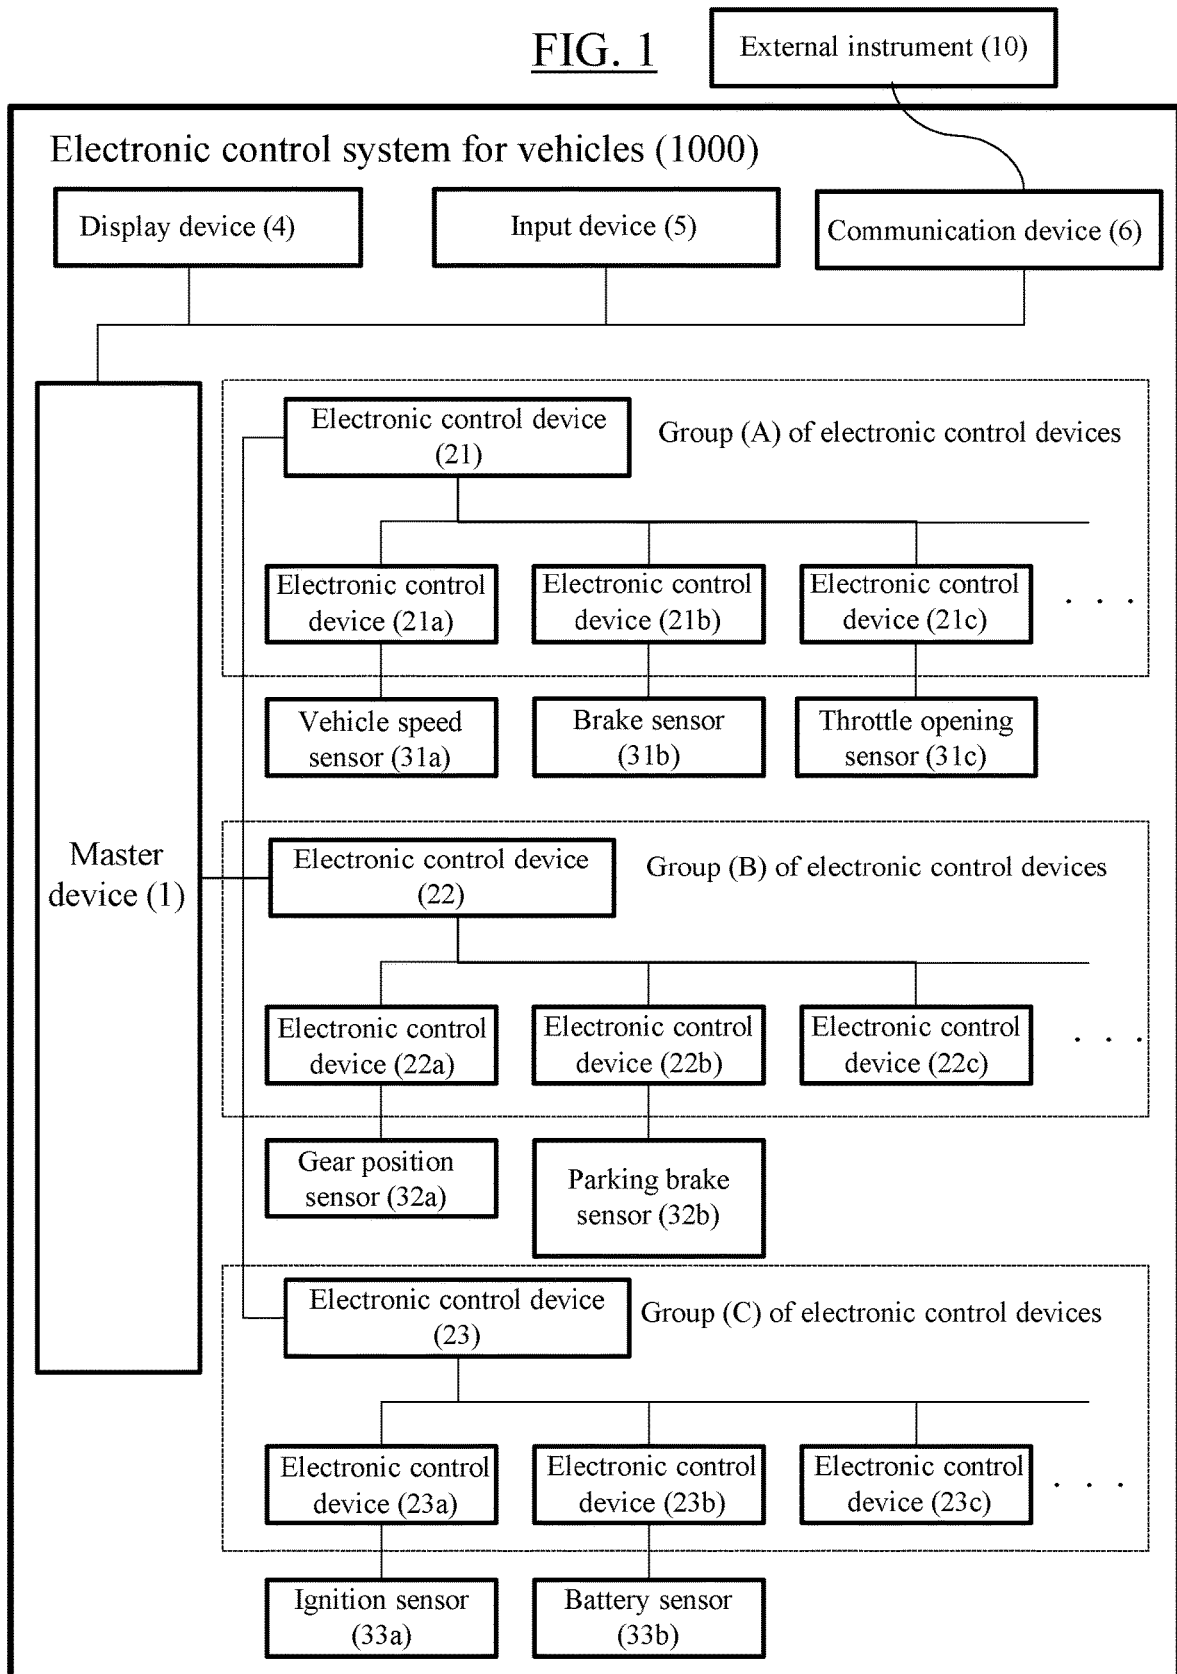 FIG. 1
External instrument (10)
Electronic control system for vehicles (1000)
Display device (4)
Input device (5)
Communication device (6)
Master
device (1)
Electronic control device
(21)
Group (A) of electronic control devices
Electronic control
device (21a)
Electronic control
device (21b)
Electronic control
device (21c)
. . .
Vehicle speed
sensor (31a)
Brake sensor
(31b)
Throttle opening
sensor (31c)
Electronic control device
(22)
Group (B) of electronic control devices
Electronic control
device (22a)
Electronic control
device (22b)
Electronic control
device (22c)
. . .
Gear position
sensor (32a)
Parking brake
sensor (32b)
Electronic control device
(23)
Group (C) of electronic control devices
Electronic control
device (23a)
Electronic control
device (23b)
Electronic control
device (23c)
. . .
Ignition sensor
(33a)
Battery sensor
(33b)